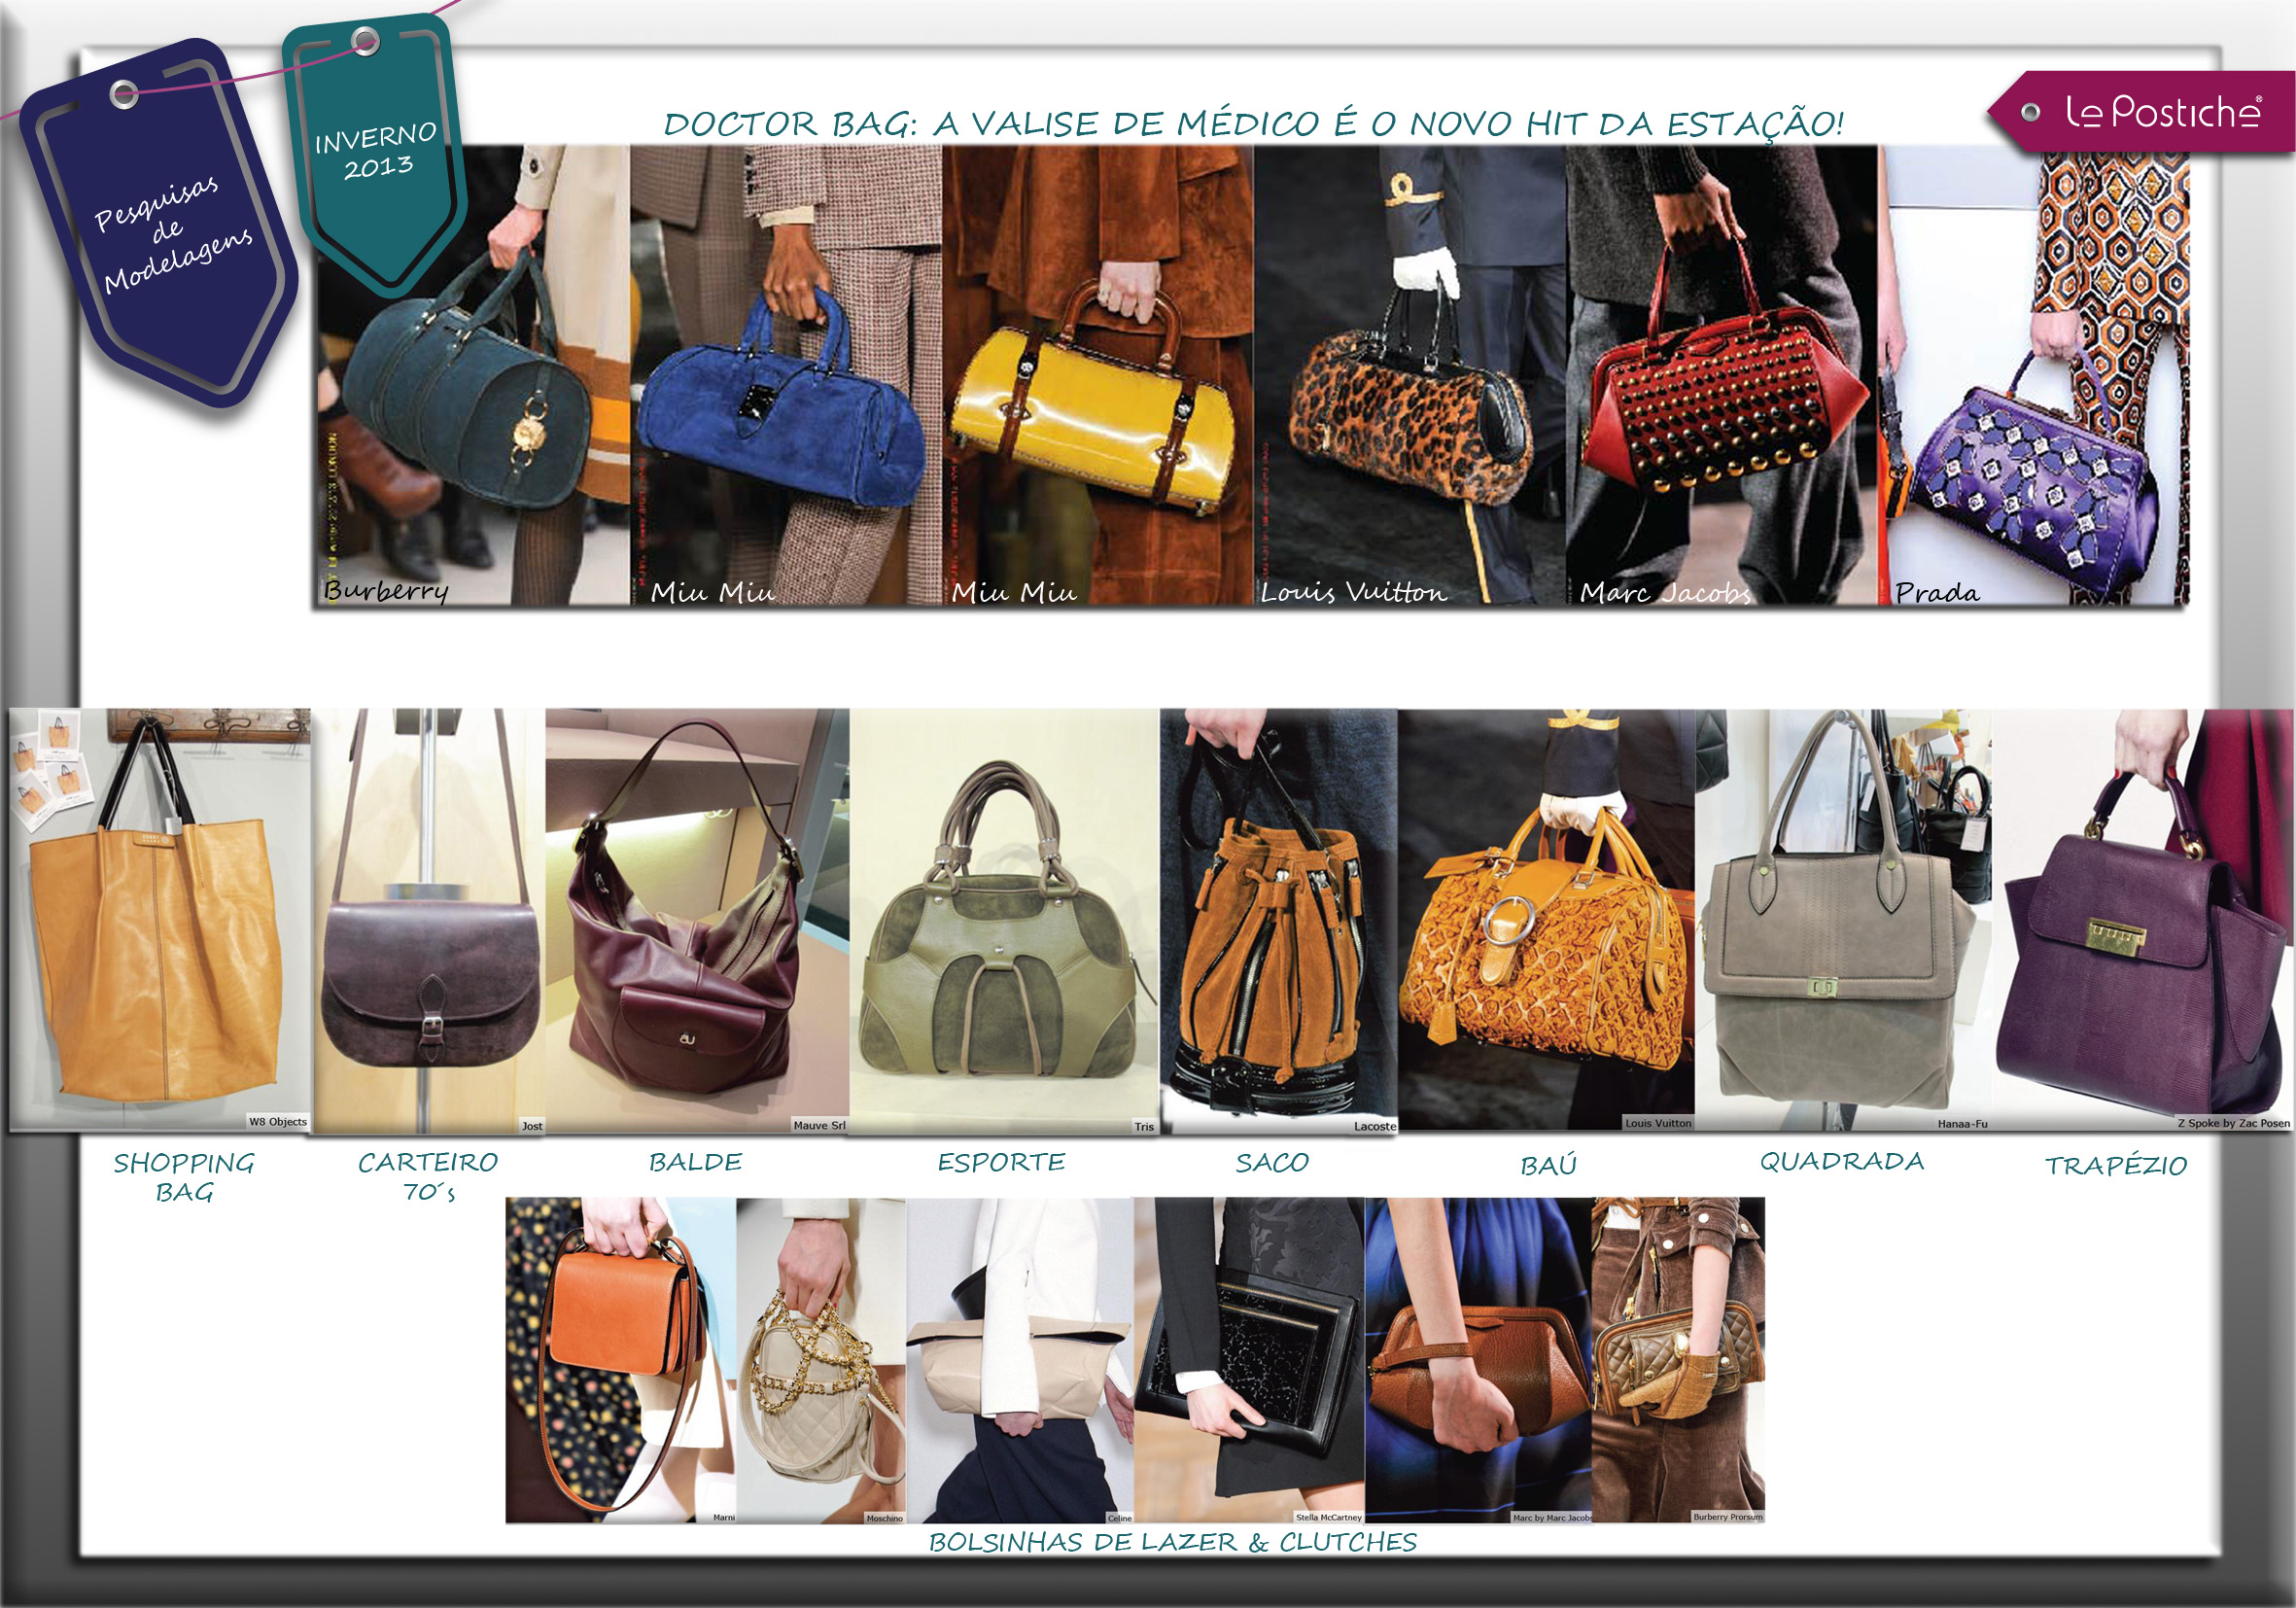 Pesquisas
de
Modelagens
INVERNO
2013
DOCTOR BAG: A VALISE DE MÉDICO É O NOVO HIT DA ESTAÇÃO!
Le Postiche®
Burberry
Miu Miu
Miu Miu
Louis Vuitton
Marc Jacobs
Prada
W8 Objects
Jost
Mauve Srl
au
Tris
Lacoste
Louis Vuitton
Hanaa-Fu
Z Spoke by Zac Posen
SHOPPING
BAG
CARTEIRO
70´s
BALDE
ESPORTE
SACO
BAÚ
QUADRADA
TRAPÉZIO
Marni
Moschino
Celine
Stella McCartney
Marc by Marc Jacobs
Burberry Prorsum
BOLSINHAS DE LAZER & CLUTCHES